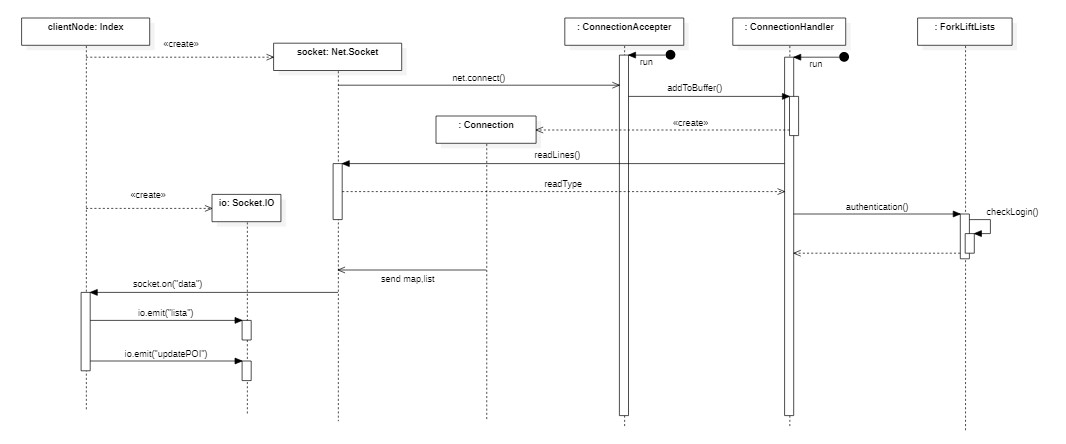 clientNode: Index
: ConnectionAccepter
: ConnectionHandler
: ForkLiftLists
«create»
socket: Net.Socket
run
run
net.connect()
addToBuffer()
: Connection
«create»
readLines()
readType
«create»
io: Socket.IO
authentication()
checkLogin()
send map,list
socket.on("data")
io.emit("lista")
io.emit("updatePOI")